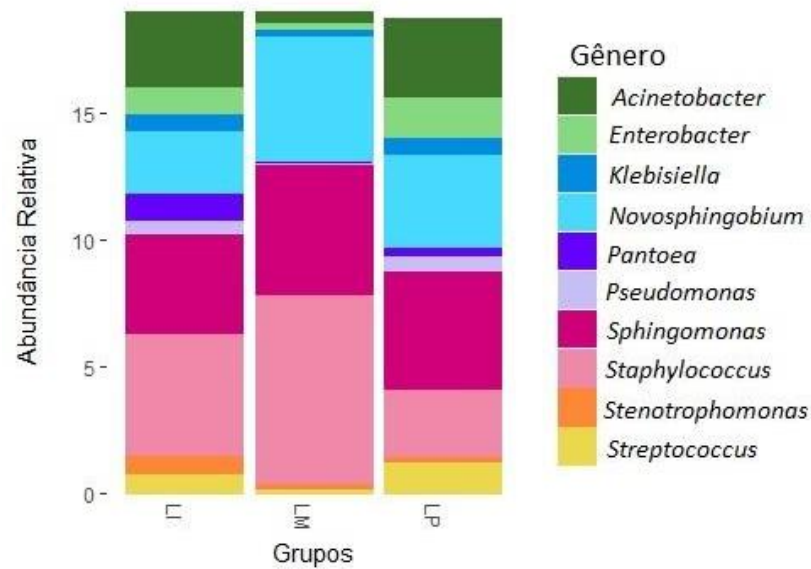 Abundância Relativa
15
10
5
0
LI
LM
LP
Grupos
Gênero
Acinetobacter
Enterobacter
Klebisiella
Novosphingobium
Pantoea
Pseudomonas
Sphingomonas
Staphylococcus
Stenotrophomonas
Streptococcus